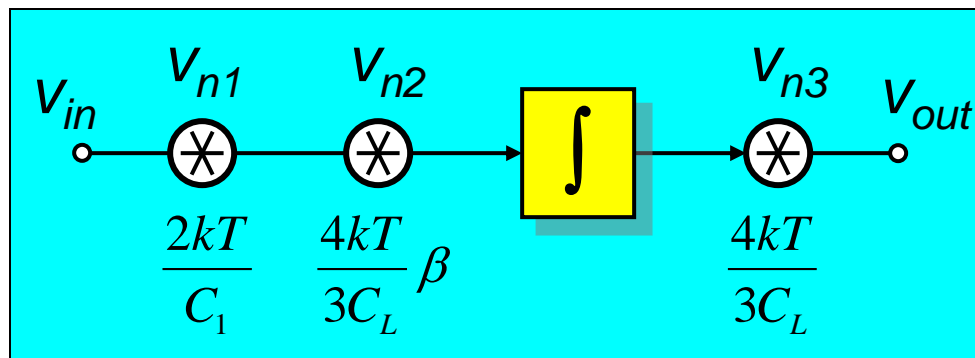 v_in v_n1 v_n2 ∫ v_n3 v_out
2kT/C_1 4kT/3C_L β 4kT/3C_L